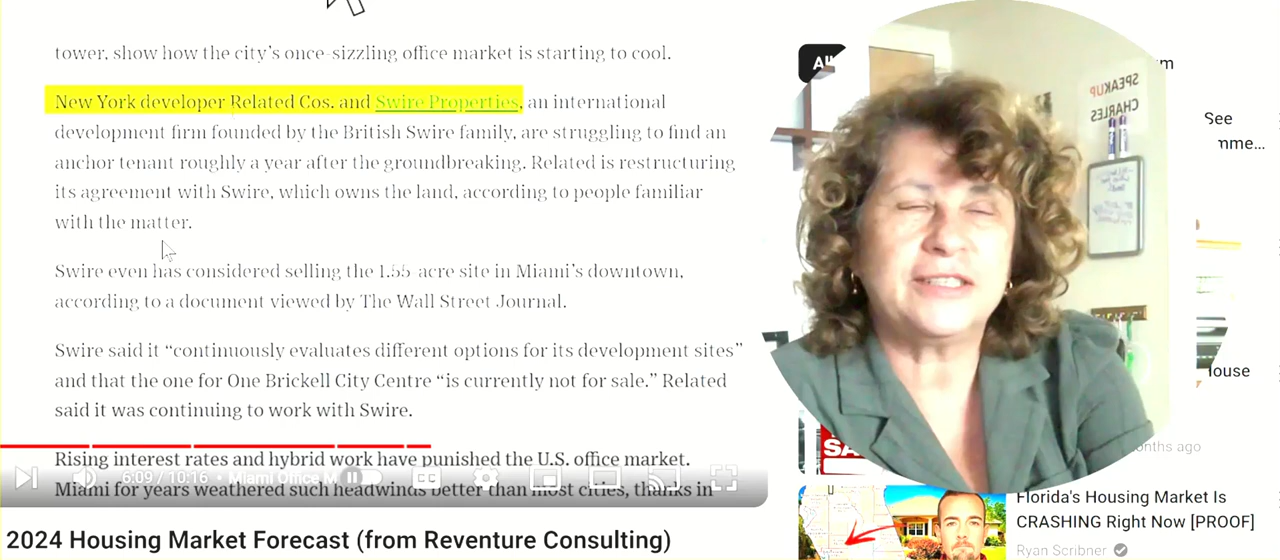 tower, show how the city's once-sizzling office market is starting to cool.
New York developer Related Cos. and Swire Properties, an international
development firm founded by the British Swire family, are struggling to find an
anchor tenant roughly a year after the groundbreaking. Related is restructuring
its agreement with Swire, which owns the land, according to people familiar
with the matter.
Swire even has considered selling the 1.55-acre site in Miami's downtown,
according to a document viewed by The Wall Street Journal.
Swire said it “continuously evaluates different options for its development sites”
and that the one for One Brickell City Centre “is currently not for sale.” Related
said it was continuing to work with Swire.
Rising interest rates and hybrid work have punished the U.S. office market.
Miami for years weathered such headwinds better than most cities, thanks in
6:09 / 10:16 • Miami Office M
2024 Housing Market Forecast (from Reventure Consulting)
All
SPEAKUP
CHARLES
See
ago
Florida's Housing Market Is
CRASHING Right Now [PROOF]
Ryan Scribner